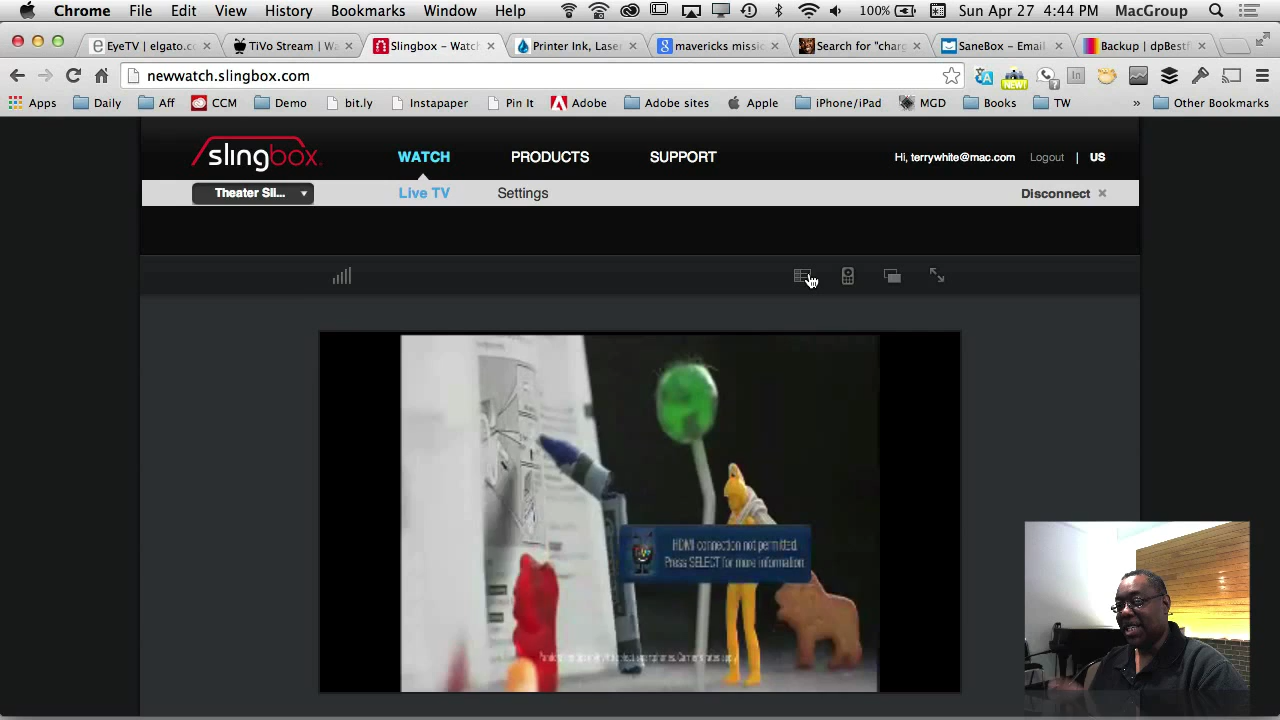 Chrome File Edit View History Bookmarks Window Help 100% Sun Apr 27 4:44 PM MacGroup
EyeTV | elgato.c TiVo Stream | Wa Slingbox – Watch Printer Ink, Laser mavericks missi Search for "charg SaneBox – Email Backup | dpBestf
newwatch.slingbox.com
Apps Daily Aff CCM Demo bit.ly Instapaper Pin It Adobe Adobe sites Apple iPhone/iPad MGD Books TW » Other Bookmarks
NEW!
slingbox WATCH PRODUCTS SUPPORT Hi, terrywhite@mac.com Logout | US
Theater Sli... Live TV Settings Disconnect
HDMI connection not permitted.
Press SELECT for more information.